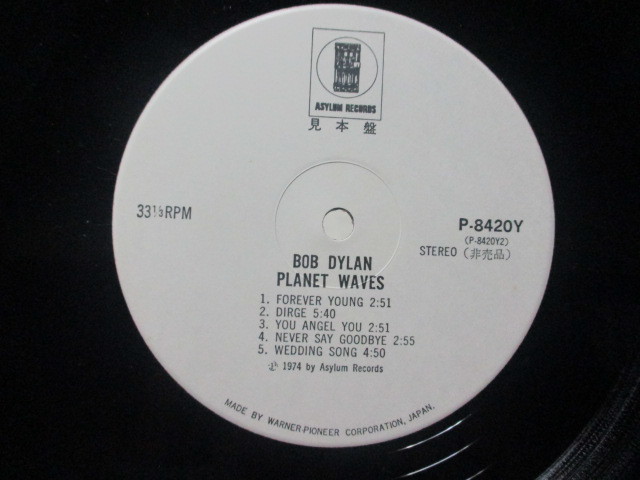 ASYLUM RECORDS
見本盤
33⅓RPM
P-8420Y
(P-8420Y2)
STEREO (非売品)
BOB DYLAN
PLANET WAVES
1. FOREVER YOUNG 2:51
2. DIRGE 5:40
3. YOU ANGEL YOU 2:51
4. NEVER SAY GOODBYE 2:55
5. WEDDING SONG 4:50
℗ 1974 by Asylum Records
MADE BY WARNER-PIONEER CORPORATION, JAPAN.